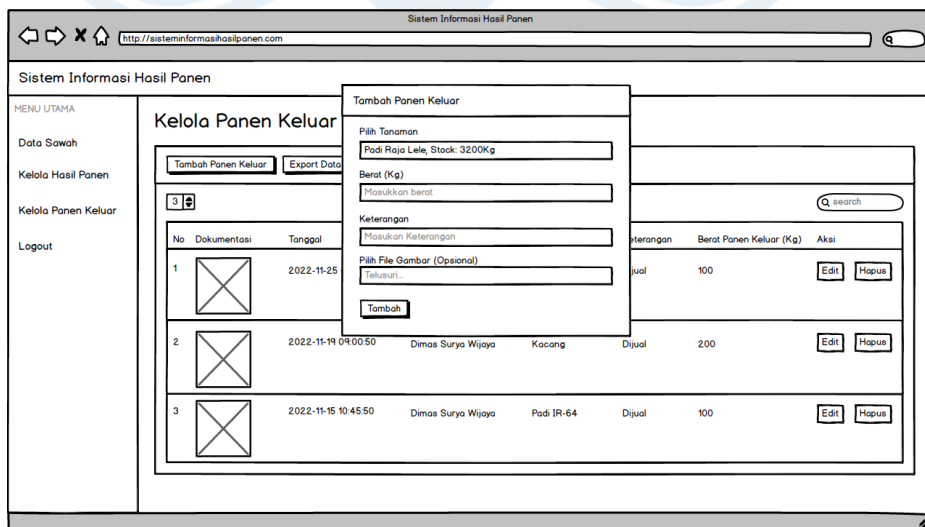 Sistem Informasi Hasil Panen
http://sisteminformasihasilpanen.com
Sistem Informasi Hasil Panen
MENU UTAMA
Data Sawah
Kelola Hasil Panen
Kelola Panen Keluar
Logout
Kelola Panen Keluar
Tambah Panen Keluar Export Data
3
search
Tambah Panen Keluar
Pilih Tanaman
Padi Raja Lele, Stock: 3200Kg
Berat (Kg)
Masukkan berat
Keterangan
Masukan Keterangan
Pilih File Gambar (Opsional)
Telusuri...
Tambah
No Dokumentasi Tanggal eterangan Berat Panen Keluar (Kg) Aksi
1 2022-11-25 jual 100 Edit Hapus
2 2022-11-19 09:00:50 Dimas Surya Wijaya Kacang Dijual 200 Edit Hapus
3 2022-11-15 10:45:50 Dimas Surya Wijaya Padi IR-64 Dijual 100 Edit Hapus